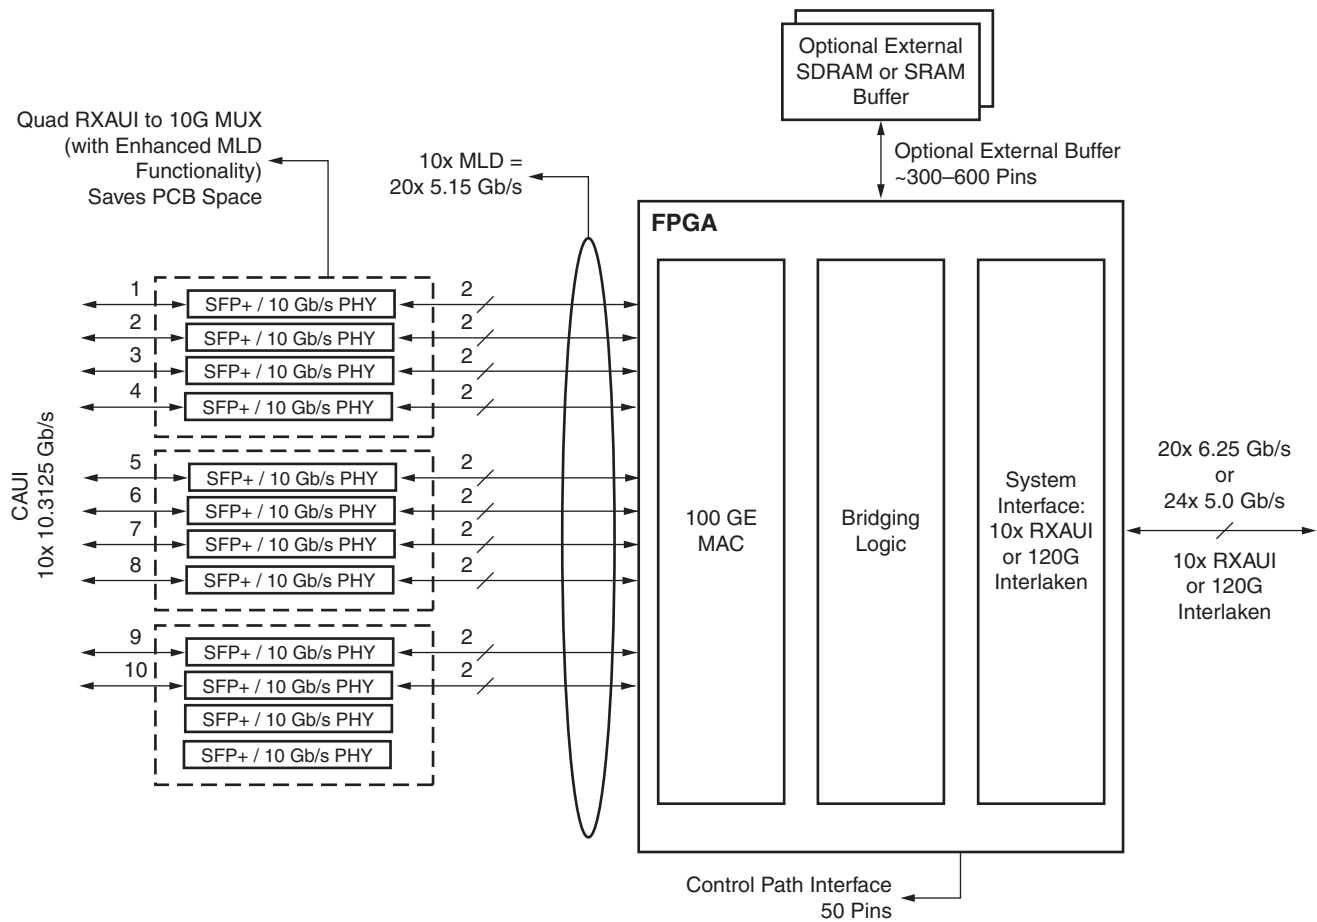 Optional External
SDRAM or SRAM
Buffer
Quad RXAUI to 10G MUX
(with Enhanced MLD
Functionality)
Saves PCB Space
10x MLD =
20x 5.15 Gb/s
Optional External Buffer
~300–600 Pins
FPGA
CAUI
10x 10.3125 Gb/s
1
SFP+ / 10 Gb/s PHY
2
2
SFP+ / 10 Gb/s PHY
2
3
SFP+ / 10 Gb/s PHY
2
4
SFP+ / 10 Gb/s PHY
2
5
SFP+ / 10 Gb/s PHY
2
6
SFP+ / 10 Gb/s PHY
2
7
SFP+ / 10 Gb/s PHY
2
8
SFP+ / 10 Gb/s PHY
2
9
SFP+ / 10 Gb/s PHY
2
10
SFP+ / 10 Gb/s PHY
2
SFP+ / 10 Gb/s PHY
SFP+ / 10 Gb/s PHY
100 GE
MAC
Bridging
Logic
System
Interface:
10x RXAUI
or 120G
Interlaken
20x 6.25 Gb/s
or
24x 5.0 Gb/s
10x RXAUI
or 120G
Interlaken
Control Path Interface
50 Pins